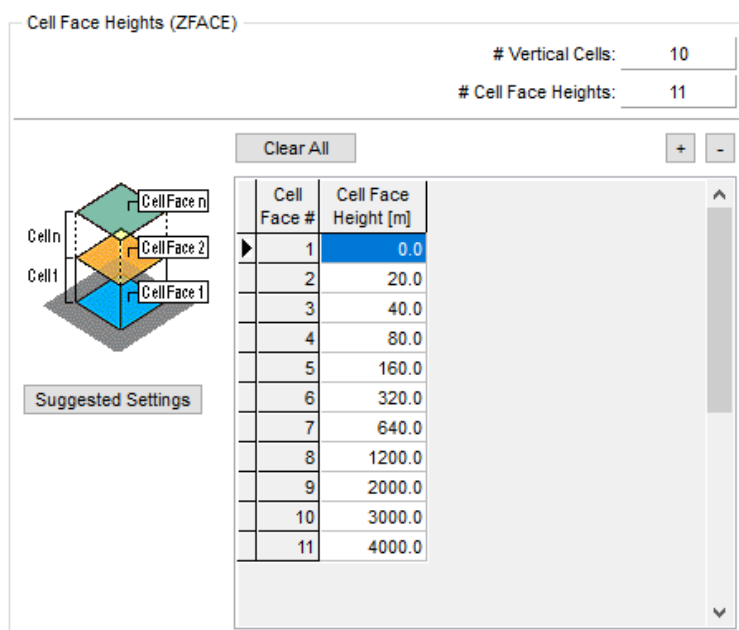 Cell Face Heights (ZFACE)
# Vertical Cells: 10
# Cell Face Heights: 11
Clear All + -
Cell Face n
Cell n
Cell Face 2
Cell 1
Cell Face 1
Suggested Settings
Cell Face # Cell Face Height [m]
1 0.0
2 20.0
3 40.0
4 80.0
5 160.0
6 320.0
7 640.0
8 1200.0
9 2000.0
10 3000.0
11 4000.0